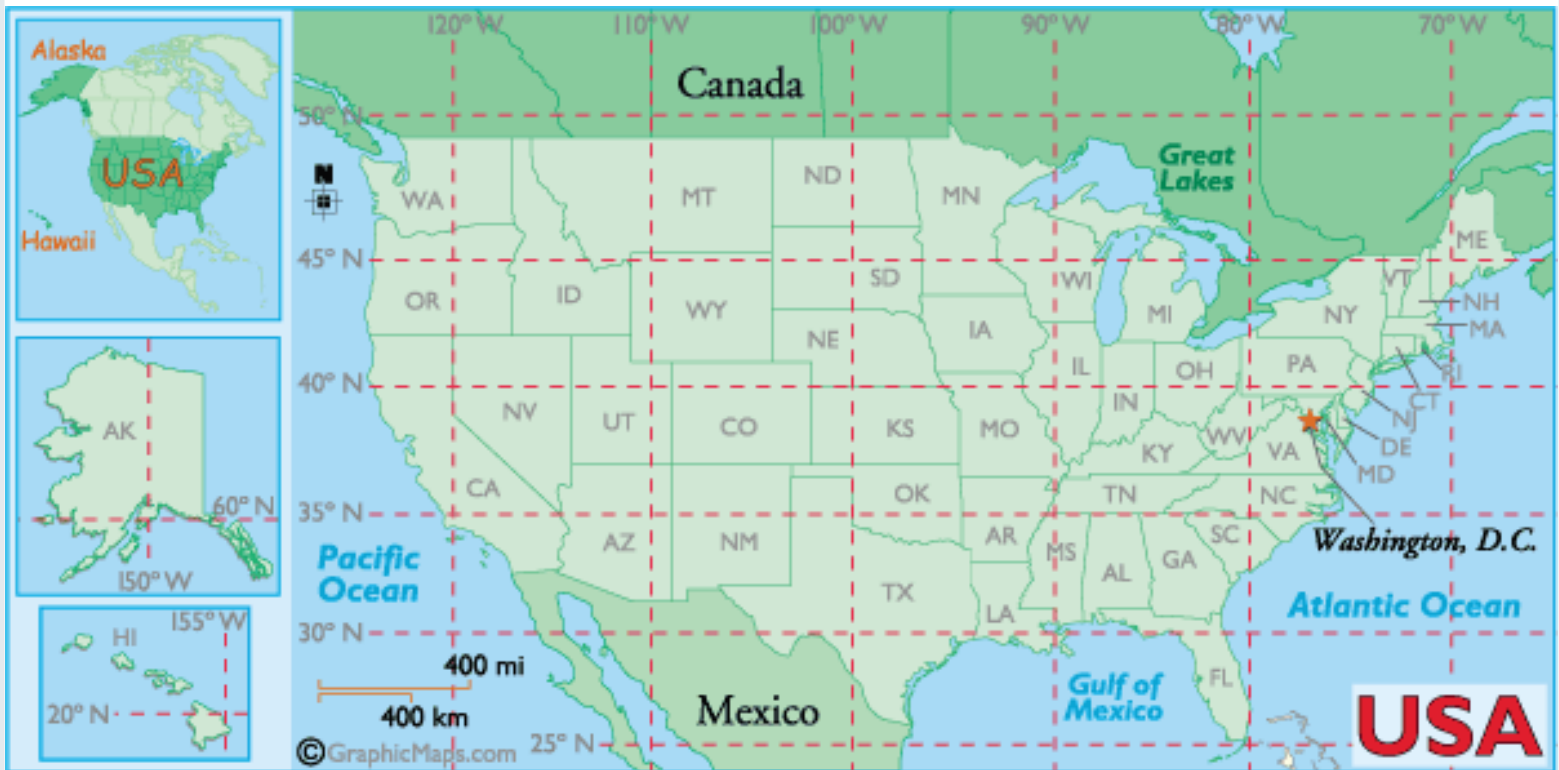 Alaska
USA
Hawaii
AK
60° N
150° W
155° W
HI
20° N
120° W
110° W
100° W
90° W
80° W
70° W
Canada
50° N
Great
Lakes
N
WA
MT
ND
MN
ME
45° N
OR
ID
SD
WI
VT
WY
MI
NY
NH
NE
IA
MA
40° N
IL
OH
PA
RI
NV
UT
CO
KS
MO
IN
CT
NJ
WV
VA
DE
KY
MD
CA
OK
TN
NC
35° N
AZ
NM
AR
MS
AL
GA
SC
Washington, D.C.
Pacific
Ocean
TX
LA
Atlantic Ocean
30° N
400 mi
400 km
FL
Gulf of
Mexico
Mexico
25° N
USA
© GraphicMaps.com